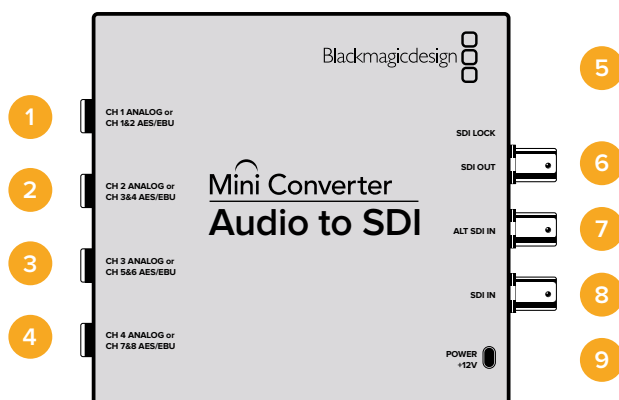 Blackmagicdesign
1
CH 1 ANALOG or
CH 1&2 AES/EBU
2
CH 2 ANALOG or
CH 3&4 AES/EBU
3
CH 3 ANALOG or
CH 5&6 AES/EBU
4
CH 4 ANALOG or
CH 7&8 AES/EBU
Mini Converter
Audio to SDI
5
SDI LOCK
SDI OUT
6
ALT SDI IN
7
SDI IN
8
POWER
+12V
9